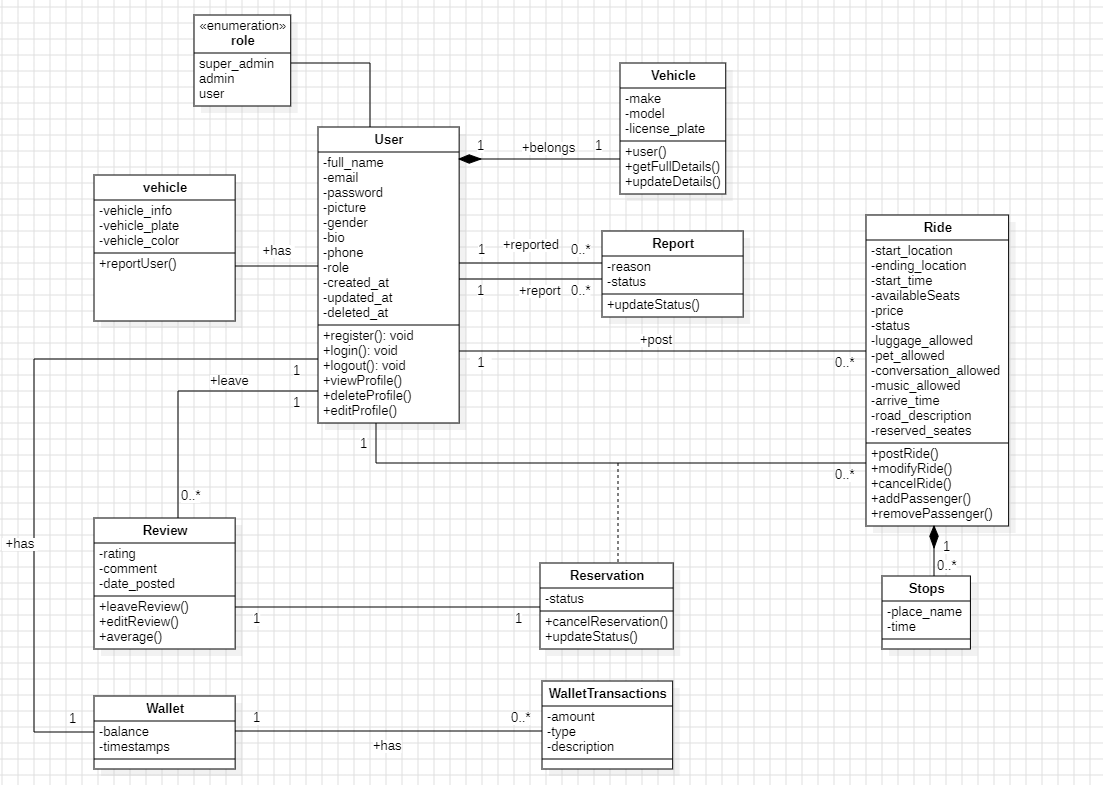 «enumeration»
role
super_admin
admin
user
Vehicle
-make
-model
-license_plate
+user()
+getFullDetails()
+updateDetails()
User
-full_name
-email
-password
-picture
-gender
-bio
-phone
-role
-created_at
-updated_at
-deleted_at
+register(): void
+login(): void
+logout(): void
+viewProfile()
+deleteProfile()
+editProfile()
1
+belongs
1
vehicle
-vehicle_info
-vehicle_plate
-vehicle_color
+reportUser()
+has
1
+reported
0..*
1
+report
0..*
Report
-reason
-status
+updateStatus()
Ride
-start_location
-ending_location
-start_time
-availableSeats
-price
-status
-luggage_allowed
-pet_allowed
-conversation_allowed
-music_allowed
-arrive_time
-road_description
-reserved_seates
+postRide()
+modifyRide()
+cancelRide()
+addPassenger()
+removePassenger()
+post
1
0..*
1
+leave
1
0..*
1
0..*
+has
Review
-rating
-comment
-date_posted
+leaveReview()
+editReview()
+average()
1
1
Reservation
-status
+cancelReservation()
+updateStatus()
1
0..*
Stops
-place_name
-time
1
Wallet
-balance
-timestamps
1
0..*
+has
WalletTransactions
-amount
-type
-description